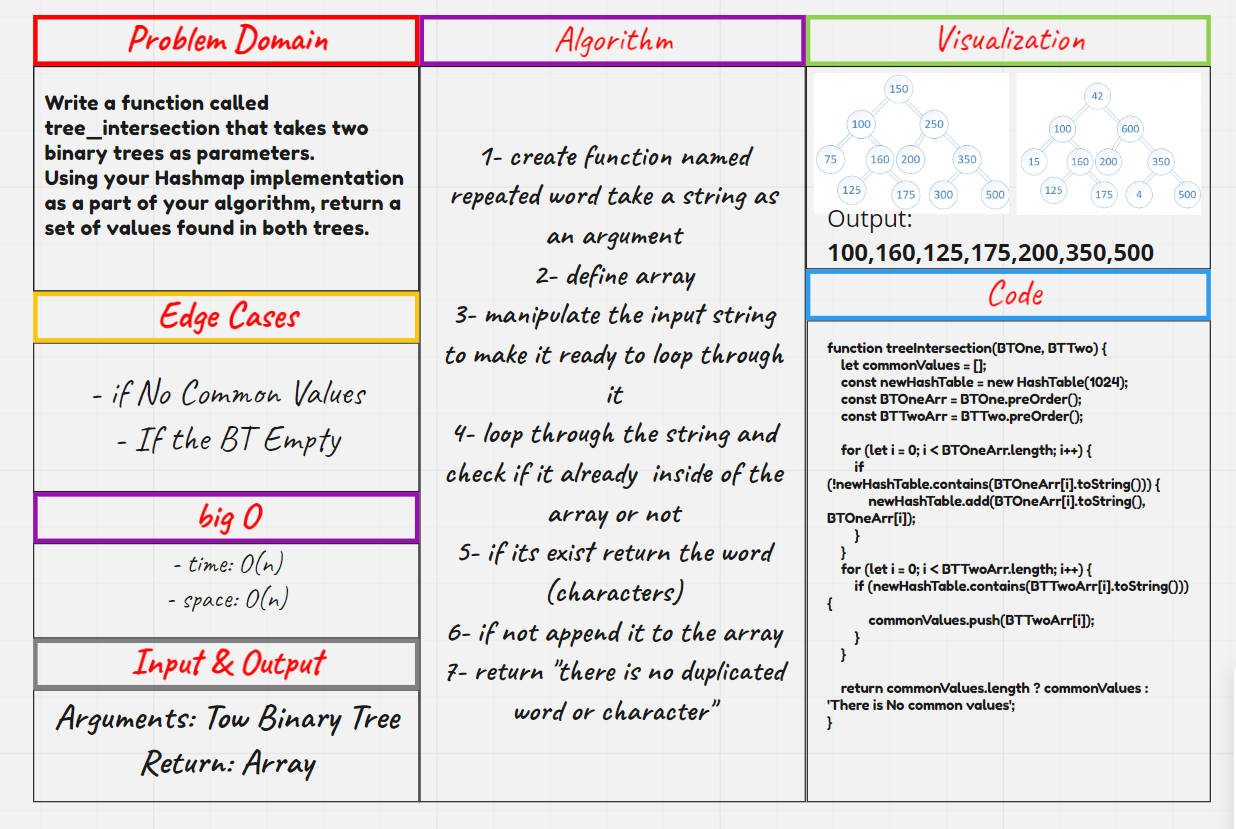 Problem Domain
Write a function called
tree_intersection that takes two
binary trees as parameters.
Using your Hashmap implementation
as a part of your algorithm, return a
set of values found in both trees.
Edge Cases
- if No Common Values
- If the BT Empty
big O
- time: O(n)
- space: O(n)
Input & Output
Arguments: Tow Binary Tree
Return: Array
Algorithm
1- create function named
repeated word take a string as
an argument
2- define array
3- manipulate the input string
to make it ready to loop through
it
4- loop through the string and
check if it already inside of the
array or not
5- if its exist return the word
(characters)
6- if not append it to the array
7- return "there is no duplicated
word or character"
Visualization
150
100 250
75 160 200 350
125 175 300 500
42
100 600
15 160 200 350
125 175 4 500
Output:
100,160,125,175,200,350,500
Code
function treeIntersection(BTOne, BTTwo) {
let commonValues = [];
const newHashTable = new HashTable(1024);
const BTOneArr = BTOne.preOrder();
const BTTwoArr = BTTwo.preOrder();
for (let i = 0; i < BTOneArr.length; i++) {
if
(!newHashTable.contains(BTOneArr[i].toString())) {
newHashTable.add(BTOneArr[i].toString(),
BTOneArr[i]);
}
}
for (let i = 0; i < BTTwoArr.length; i++) {
if (newHashTable.contains(BTTwoArr[i].toString()))
{
commonValues.push(BTTwoArr[i]);
}
}
return commonValues.length ? commonValues :
'There is No common values';
}